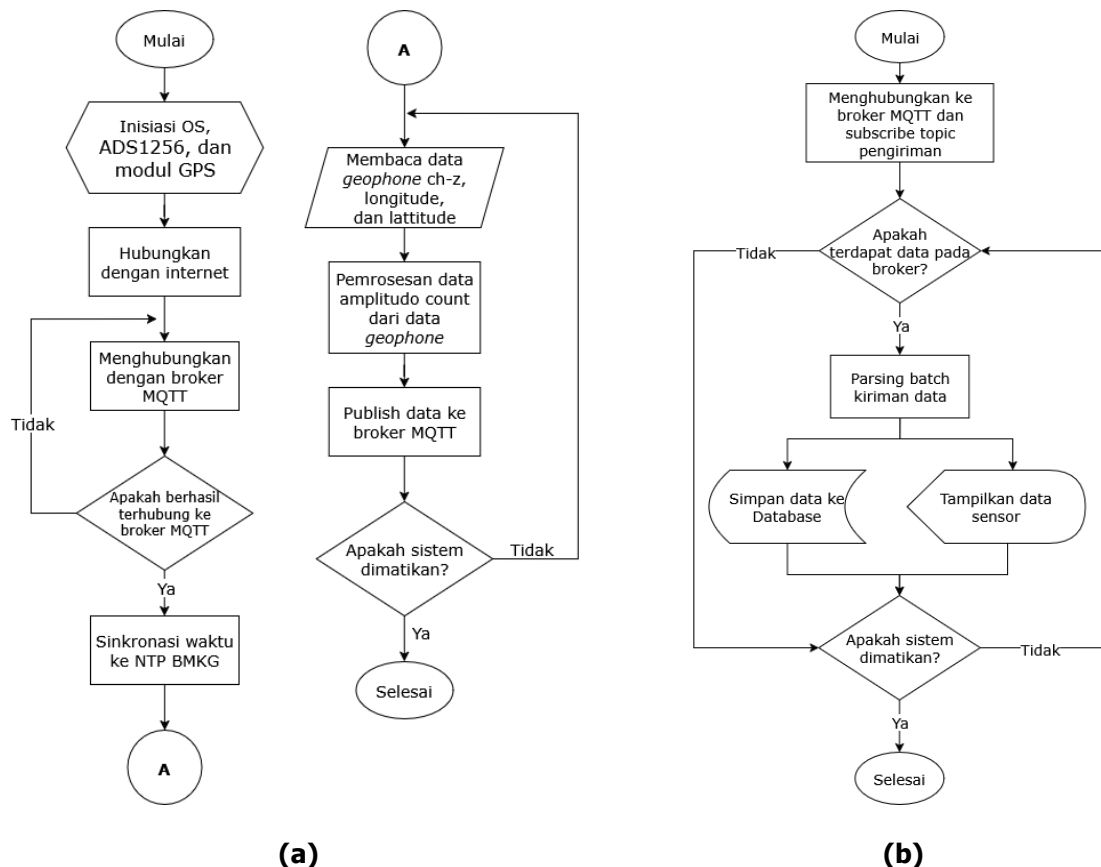 Mulai
Inisiasi OS,
ADS1256, dan
modul GPS
Hubungkan
dengan internet
Menghubungkan
dengan broker
MQTT
Tidak
Apakah berhasil
terhubung ke
broker MQTT
Ya
Sinkronasi waktu
ke NTP BMKG
A
A
Membaca data
geophone ch-z,
longitude,
dan lattitude
Pemrosesan data
amplitudo count
dari data
geophone
Publish data ke
broker MQTT
Apakah sistem
dimatikan?
Tidak
Ya
Selesai
(a)
Mulai
Menghubungkan ke
broker MQTT dan
subscribe topic
pengiriman
Apakah
terdapat data pada
broker?
Tidak
Ya
Parsing batch
kiriman data
Simpan data ke
Database
Tampilkan data
sensor
Apakah sistem
dimatikan?
Tidak
Ya
Selesai
(b)